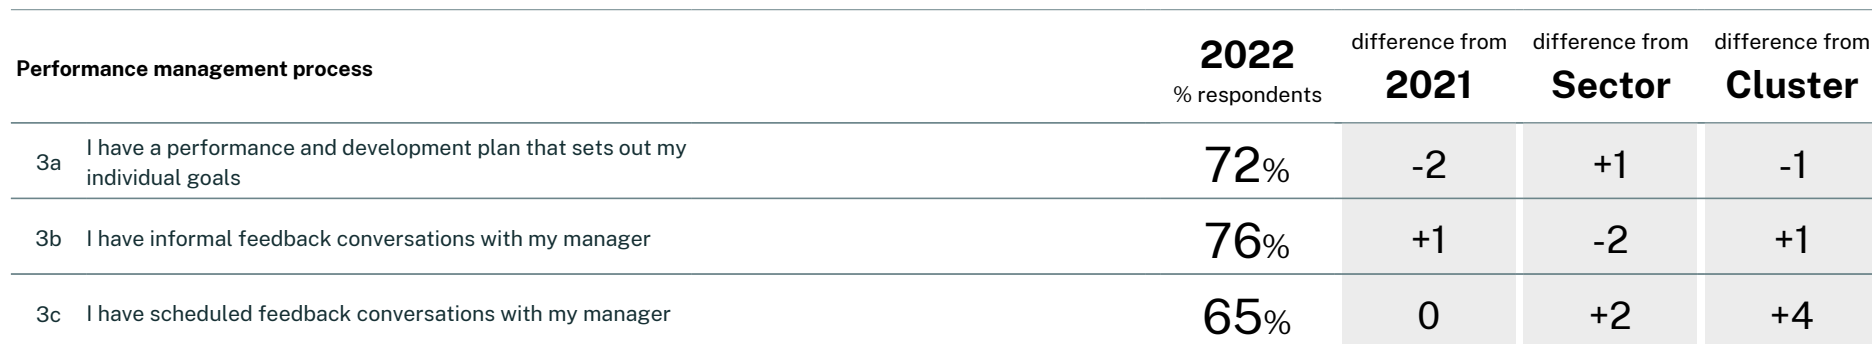 Performance management process
2022
% respondents
difference from
2021
difference from
Sector
difference from
Cluster
3a
I have a performance and development plan that sets out my
individual goals
72%
-2
+1
-1
3b
I have informal feedback conversations with my manager
76%
+1
-2
+1
3c
I have scheduled feedback conversations with my manager
65%
0
+2
+4